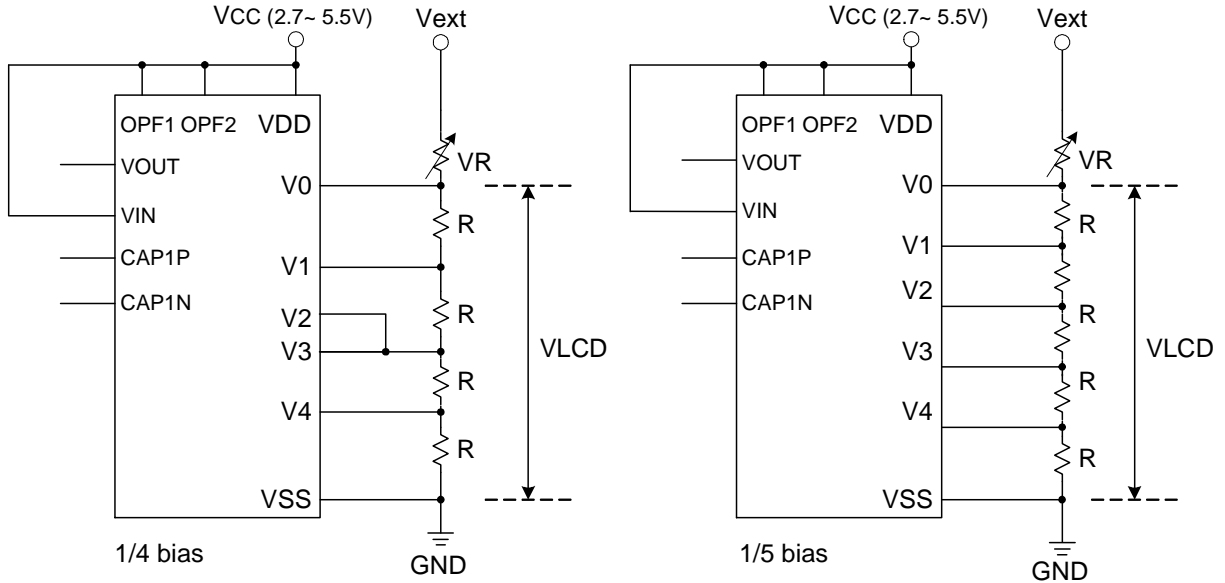 VCC (2.7~ 5.5V)
Vext
OPF1 OPF2 VDD
VOUT
VR
V0
VIN
R
CAP1P
V1
CAP1N
V2
R
V3
VLCD
R
V4
R
VSS
1/4 bias
GND
VCC (2.7~ 5.5V)
Vext
OPF1 OPF2 VDD
VOUT
VR
V0
VIN
R
V1
CAP1P
R
V2
CAP1N
R
V3
VLCD
R
V4
R
VSS
1/5 bias
GND